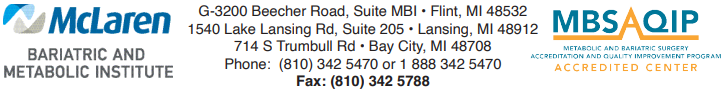 McLaren
BARIATRIC AND
METABOLIC INSTITUTE
G-3200 Beecher Road, Suite MBI • Flint, MI 48532
1540 Lake Lansing Rd, Suite 205 • Lansing, MI 48912
714 S Trumbull Rd • Bay City, MI 48708
Phone: (810) 342 5470 or 1 888 342 5470
Fax: (810) 342 5788
MBSAQIP
METABOLIC AND BARIATRIC SURGERY
ACCREDITATION AND QUALITY IMPROVEMENT PROGRAM
ACCREDITED CENTER